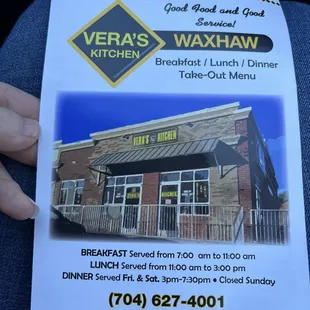 Good Food and Good
Service!
VERA'S
KITCHEN
WAXHAW
Breakfast / Lunch / Dinner
Take-Out Menu
VERA'S KITCHEN
BREAKFAST Served from 7:00 am to 11:00 am
LUNCH Served from 11:00 am to 3:00 pm
DINNER Served Fri. & Sat. 3pm-7:30pm • Closed Sunday
(704) 627-4001